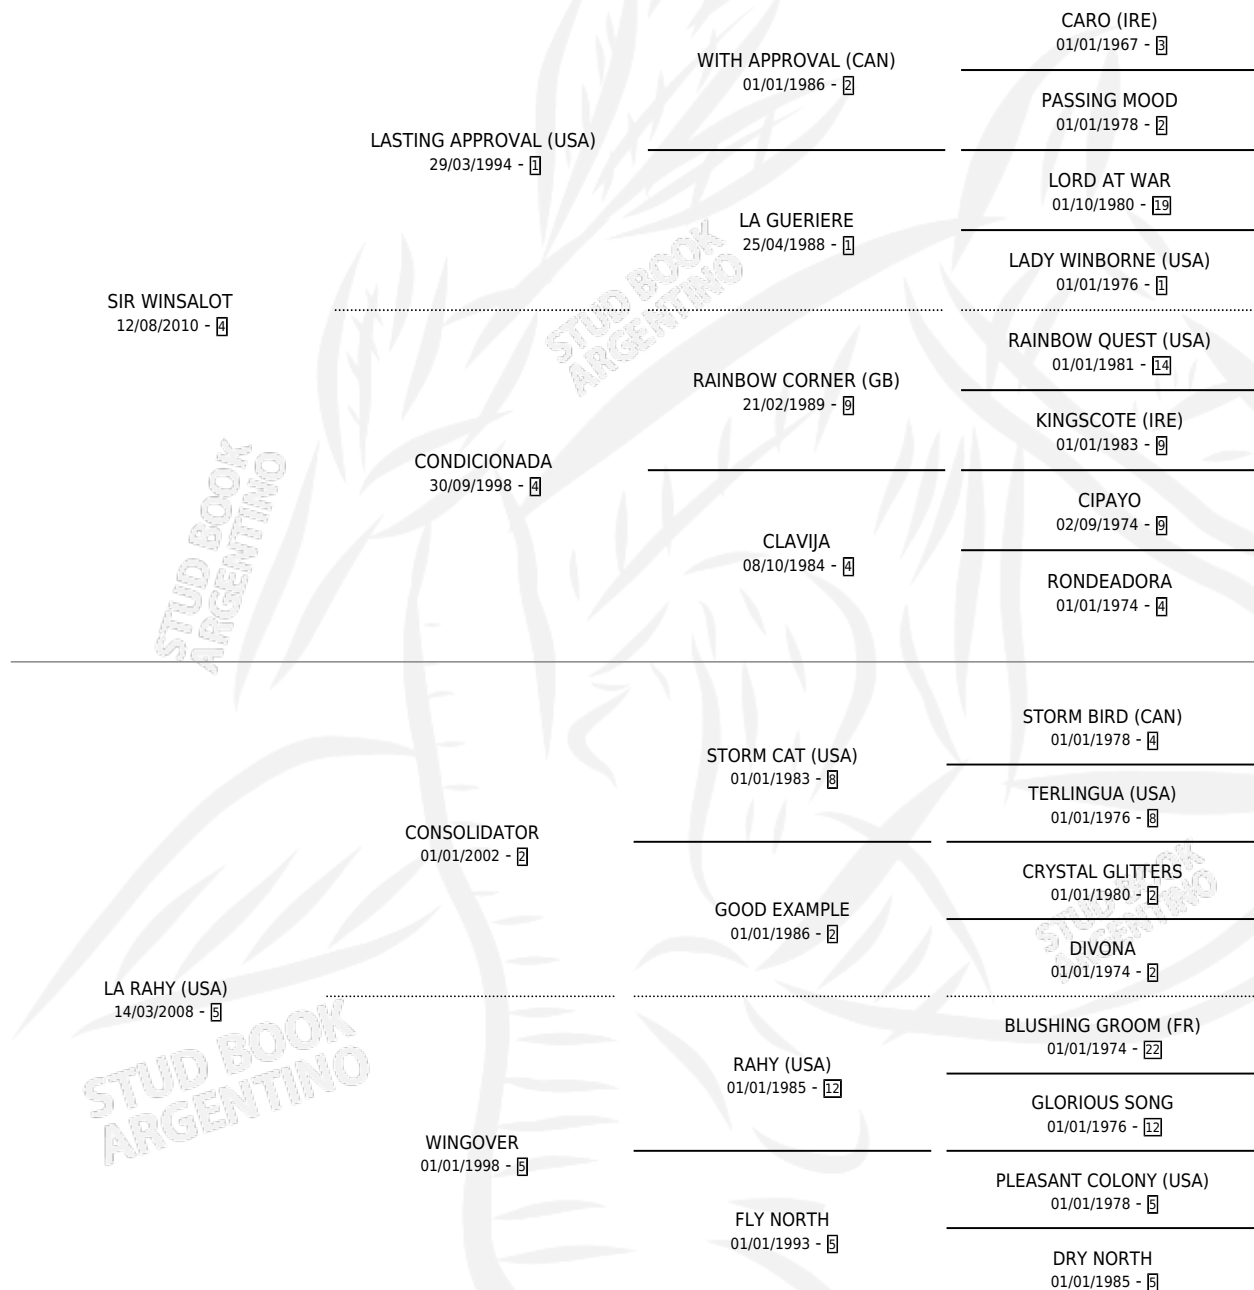 CARO (IRE)
01/01/1967 - 3
WITH APPROVAL (CAN)
01/01/1986 - 2
PASSING MOOD
01/01/1978 - 2
LASTING APPROVAL (USA)
29/03/1994 - 1
LORD AT WAR
01/10/1980 - 19
LA GUERIERE
25/04/1988 - 1
LADY WINBORNE (USA)
01/01/1976 - 1
SIR WINSALOT
12/08/2010 - 4
STUD BOOK
ARGENTINO
RAINBOW QUEST (USA)
01/01/1981 - 14
RAINBOW CORNER (GB)
21/02/1989 - 9
KINGSCOTE (IRE)
01/01/1983 - 9
CONDICIONADA
30/09/1998 - 4
CIPAYO
02/09/1974 - 9
CLAVIJA
08/10/1984 - 4
RONDEADORA
01/01/1974 - 4
STUD BOOK
ARGENTINO
STORM BIRD (CAN)
01/01/1978 - 4
STORM CAT (USA)
01/01/1983 - 8
TERLINGUA (USA)
01/01/1976 - 8
CONSOLIDATOR
01/01/2002 - 2
CRYSTAL GLITTERS
01/01/1980 - 2
GOOD EXAMPLE
01/01/1986 - 2
DIVONA
01/01/1974 - 2
STUD BOOK
ARGENTINO
LA RAHY (USA)
14/03/2008 - 5
BLUSHING GROOM (FR)
01/01/1974 - 22
RAHY (USA)
01/01/1985 - 12
GLORIOUS SONG
01/01/1976 - 12
STUD BOOK
ARGENTINO
WINGOVER
01/01/1998 - 5
PLEASANT COLONY (USA)
01/01/1978 - 5
FLY NORTH
01/01/1993 - 5
DRY NORTH
01/01/1985 - 5